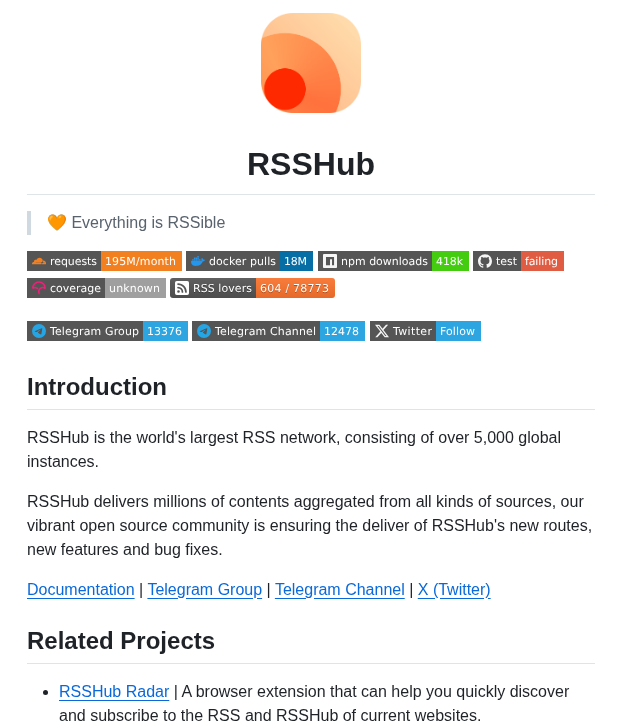 RSSHub
🧡 Everything is RSSible
requests 195M/month docker pulls 18M npm downloads 418k test failing
coverage unknown RSS lovers 604 / 78773
Telegram Group 13376 Telegram Channel 12478 Twitter Follow
Introduction
RSSHub is the world's largest RSS network, consisting of over 5,000 global
instances.
RSSHub delivers millions of contents aggregated from all kinds of sources, our
vibrant open source community is ensuring the deliver of RSSHub's new routes,
new features and bug fixes.
Documentation | Telegram Group | Telegram Channel | X (Twitter)
Related Projects
• RSSHub Radar | A browser extension that can help you quickly discover
and subscribe to the RSS and RSSHub of current websites.